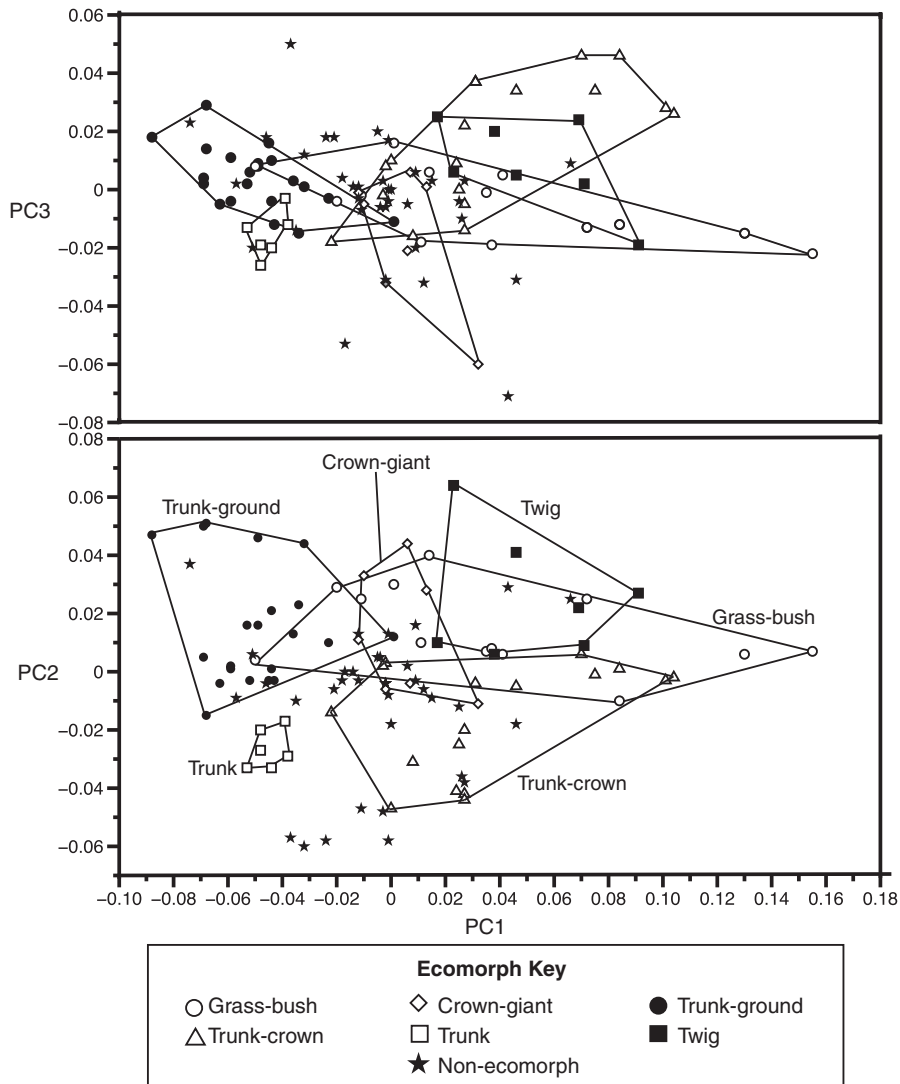 0.06
0.04
0.02
0
−0.02
−0.04
−0.06
−0.08
PC3
0.08
0.06
0.04
0.02
0
−0.02
−0.04
−0.06
PC2
Crown-giant
Trunk-ground
Twig
Grass-bush
Trunk
Trunk-crown
−0.10 −0.08 −0.06 −0.04 −0.02 0 0.02 0.04 0.06 0.08 0.10 0.12 0.14 0.16 0.18
PC1
Ecomorph Key
Grass-bush Crown-giant Trunk-ground
Trunk-crown Trunk Twig
Non-ecomorph